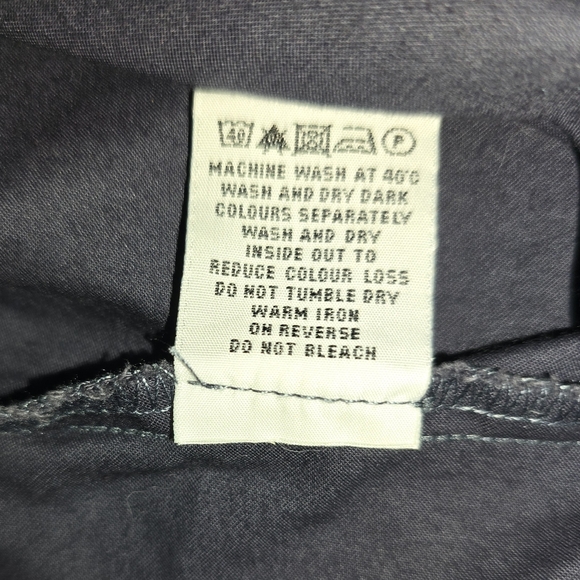 40 P
MACHINE WASH AT 40°C
WASH AND DRY DARK
COLOURS SEPARATELY
WASH AND DRY
INSIDE OUT TO
REDUCE COLOUR LOSS
DO NOT TUMBLE DRY
WARM IRON
ON REVERSE
DO NOT BLEACH